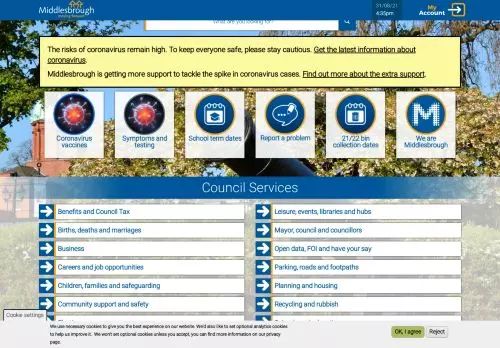 Middlesbrough
moving forward
31/08/21
4:35pm
My
Account
What are you looking for?
The risks of coronavirus remain high. To keep everyone safe, please stay cautious. Get the latest information about
coronavirus.
Middlesbrough is getting more support to tackle the spike in coronavirus cases. Find out more about the extra support.
Coronavirus
vaccines
Symptoms and
testing
School term dates
Report a problem
21/22 bin
collection dates
We are
Middlesbrough
Council Services
Benefits and Council Tax
Leisure, events, libraries and hubs
Births, deaths and marriages
Mayor, council and councillors
Business
Open data, FOI and have your say
Careers and job opportunities
Parking, roads and footpaths
Children, families and safeguarding
Planning and housing
Community support and safety
Recycling and rubbish
Cookie settings
We use necessary cookies to give you the best experience on our website. We'd also like to set optional analytics cookies
to help us improve it. We won't set optional cookies unless you accept, you can find more information on our privacy
page.
OK, I agree
Reject